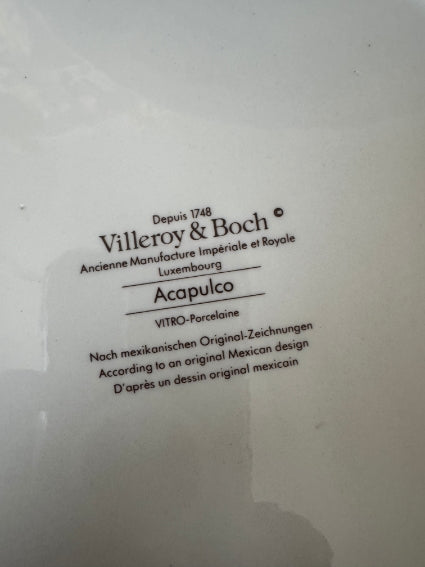 Depuis 1748
Villeroy & Boch ©
Ancienne Manufacture Impériale et Royale
Luxembourg
Acapulco
VITRO-Porcelaine
Nach mexikanischen Original-Zeichnungen
According to an original Mexican design
D'après un dessin original mexicain